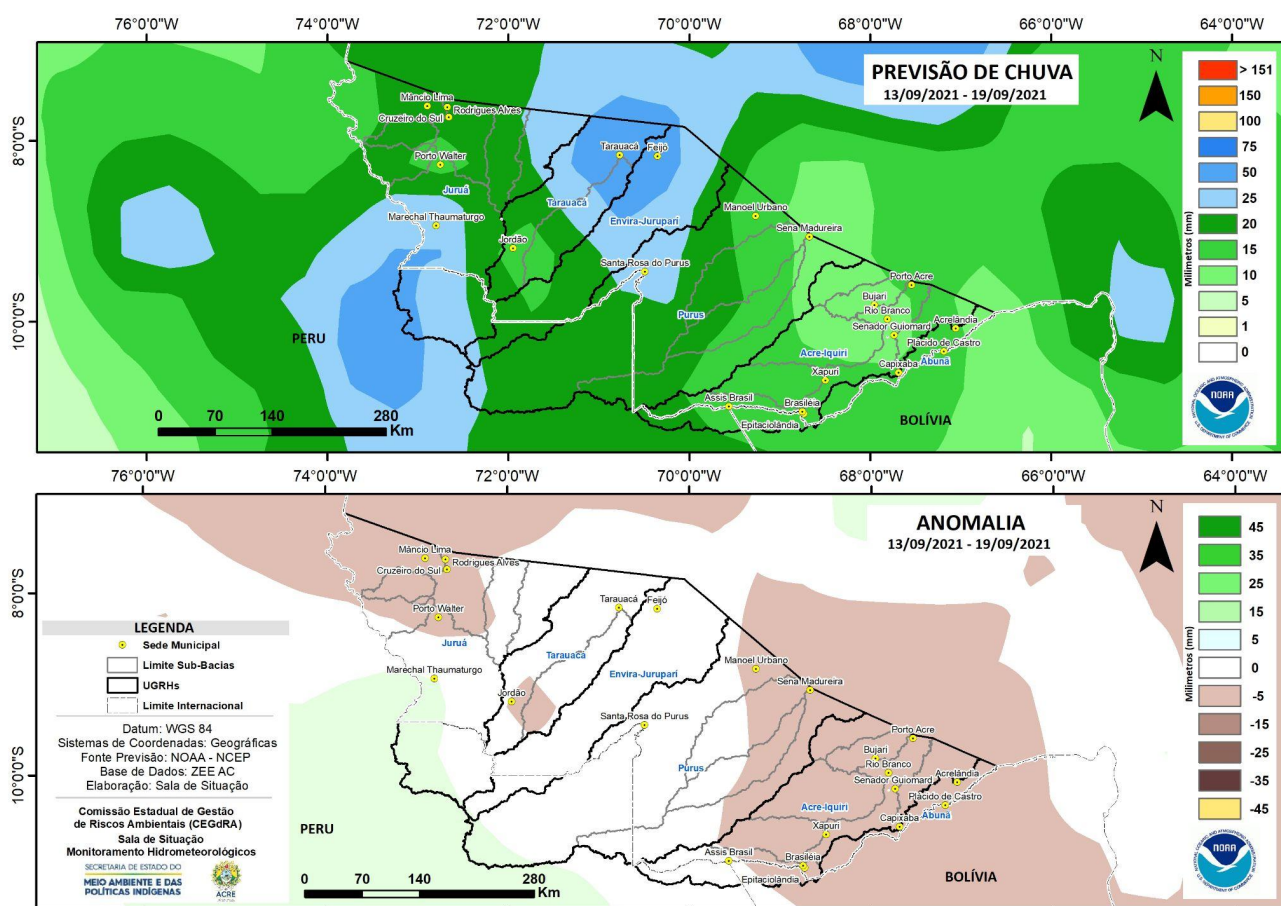 76°0'0"W 74°0'0"W 72°0'0"W 70°0'0"W 68°0'0"W 66°0'0"W 64°0'0"W
8°0'0"S
10°0'0"S
PREVISÃO DE CHUVA
13/09/2021 - 19/09/2021
N
Mâncio Lima
Rodrigues Alves
Cruzeiro do Sul
Porto Walter
Juruá
Marechal Thaumaturgo
Jordão
Tarauacá
Feijó
Tarauacá
Envira-Jurupari
Santa Rosa do Purus
Manoel Urbano
Sena Madureira
Purus
Porto Acre
Bujari
Rio Branco
Senador Guiomard
Acrelândia
Plácido de Castro
Abunã
Capixaba
Acre-Iquiri
Xapuri
Assis Brasil
Brasiléia
Epitaciolândia
PERU
BOLÍVIA
0 70 140 280
Km
Milímetros (mm)
> 151
150
100
75
50
25
20
15
10
5
1
0
NOAA
76°0'0"W 74°0'0"W 72°0'0"W 70°0'0"W 68°0'0"W 66°0'0"W 64°0'0"W
8°0'0"S
10°0'0"S
ANOMALIA
13/09/2021 - 19/09/2021
N
Mâncio Lima
Rodrigues Alves
Cruzeiro do Sul
Porto Walter
Juruá
Marechal Thaumaturgo
Jordão
Tarauacá
Feijó
Tarauacá
Envira-Jurupari
Santa Rosa do Purus
Manoel Urbano
Sena Madureira
Purus
Porto Acre
Bujari
Rio Branco
Senador Guiomard
Acrelândia
Plácido de Castro
Abunã
Capixaba
Acre-Iquiri
Xapuri
Assis Brasil
Brasiléia
Epitaciolândia
PERU
BOLÍVIA
0 70 140 280
Km
Milímetros (mm)
45
35
25
15
5
0
-5
-15
-25
-35
-45
NOAA
LEGENDA
Sede Municipal
Limite Sub-Bacias
UGRHs
Limite Internacional
Datum: WGS 84
Sistemas de Coordenadas: Geográficas
Fonte Previsão: NOAA - NCEP
Base de Dados: ZEE AC
Elaboração: Sala de Situação
Comissão Estadual de Gestão
de Riscos Ambientais (CEGdRA)
Sala de Situação
Monitoramento Hidrometeorológicos
SECRETARIA DE ESTADO DO
MEIO AMBIENTE E DAS
POLÍTICAS INDÍGENAS
ACRE